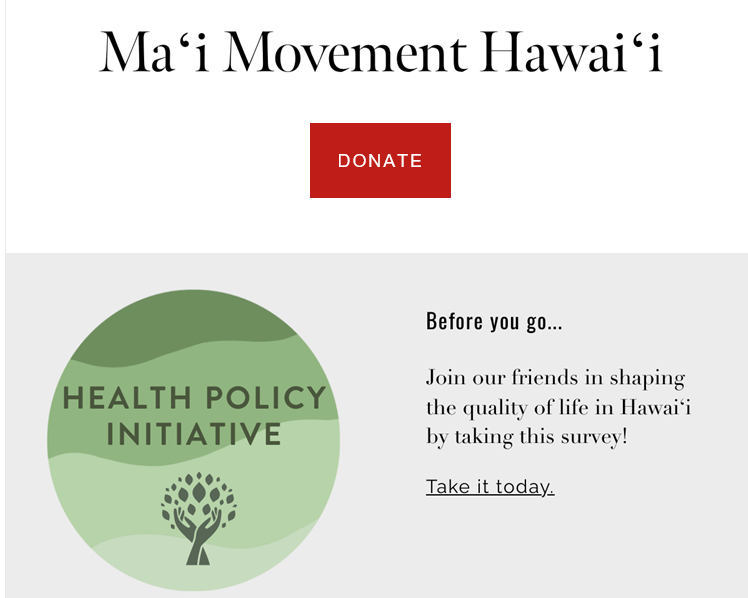 Maʻi Movement Hawaiʻi
DONATE
HEALTH POLICY
INITIATIVE
Before you go...
Join our friends in shaping
the quality of life in Hawaiʻi
by taking this survey!
Take it today.